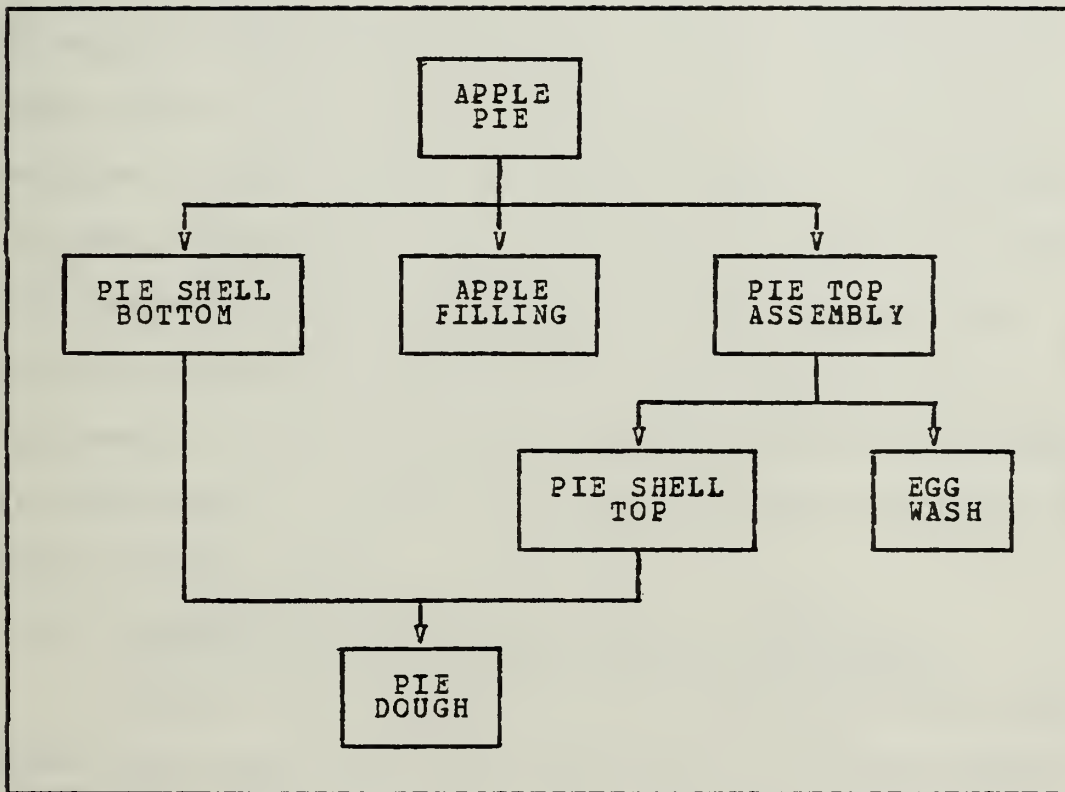 APPLE
PIE
PIE SHELL
BOTTOM
APPLE
FILLING
PIE TOP
ASSEMBLY
PIE SHELL
TOP
EGG
WASH
PIE
DOUGH